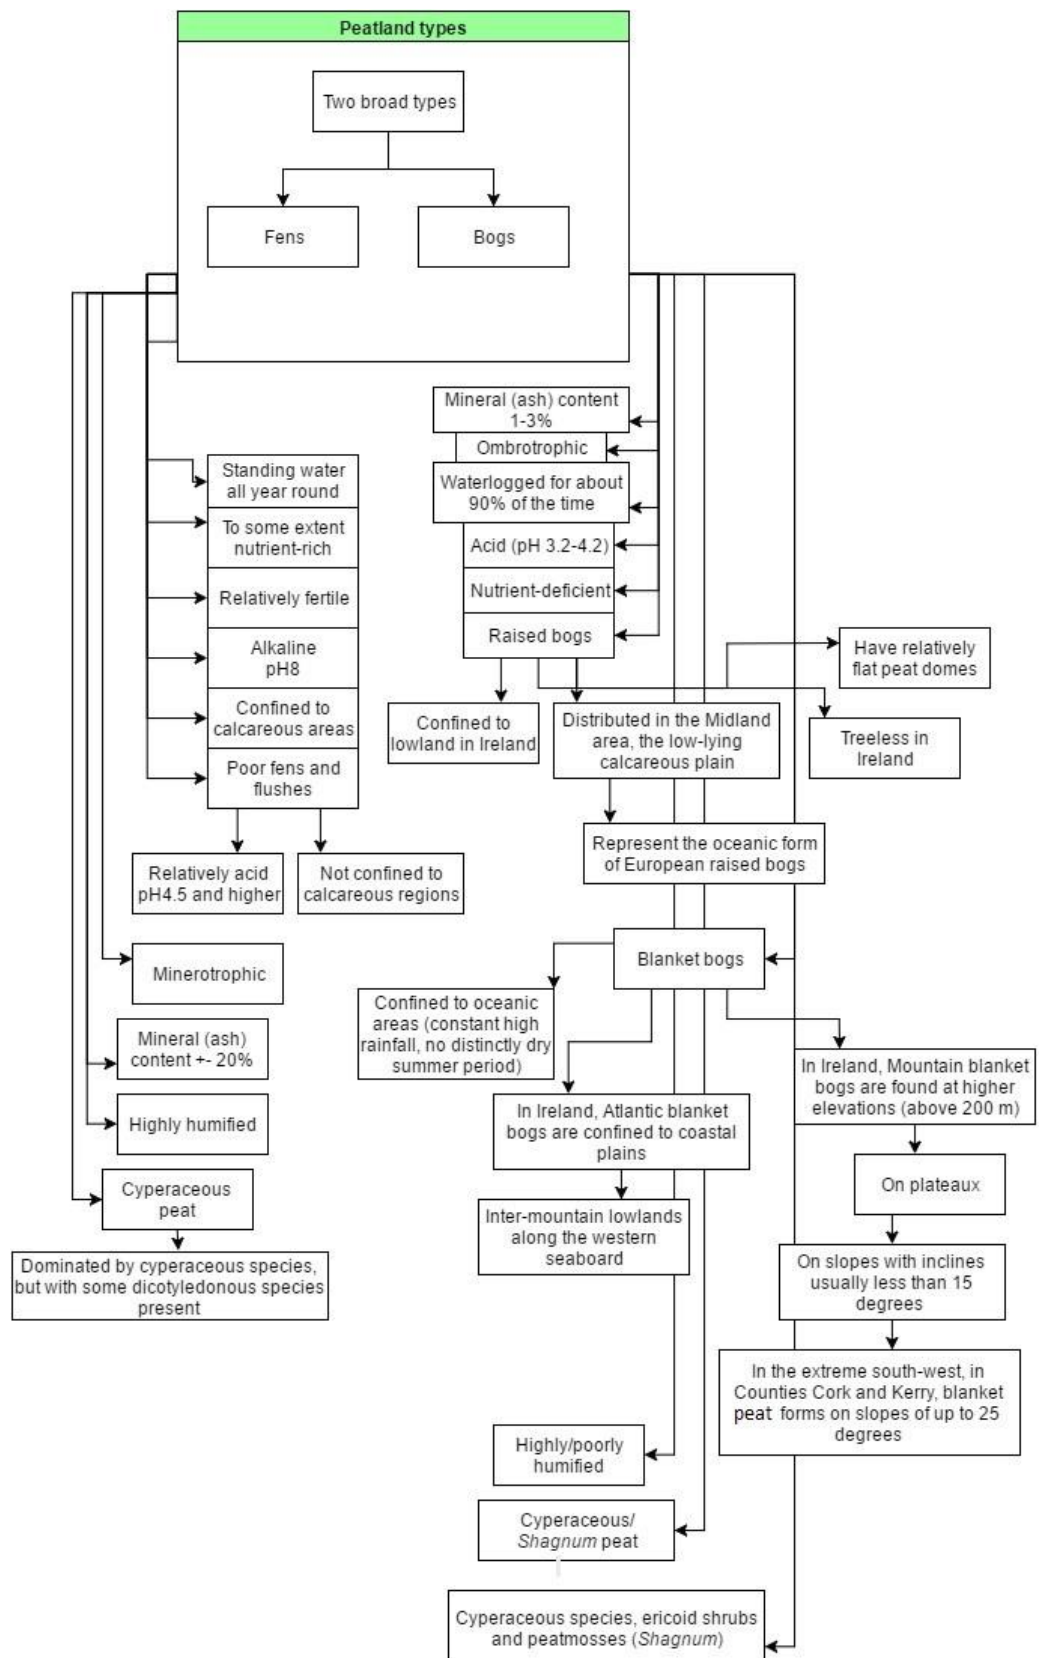 Peatland types
Two broad types
Fens
Bogs
Mineral (ash) content
1-3%
Ombrotrophic
Waterlogged for about
90% of the time
Acid (pH 3.2-4.2)
Nutrient-deficient
Raised bogs
Standing water
all year round
To some extent
nutrient-rich
Relatively fertile
Alkaline
pH8
Confined to
calcareous areas
Poor fens and
flushes
Have relatively
flat peat domes
Confined to
lowland in Ireland
Distributed in the Midland
area, the low-lying
calcareous plain
Treeless in
Ireland
Represent the oceanic form
of European raised bogs
Relatively acid
pH4.5 and higher
Not confined to
calcareous regions
Minerotrophic
Blanket bogs
Confined to oceanic
areas (constant high
rainfall, no distinctly dry
summer period)
Mineral (ash)
content +- 20%
In Ireland, Mountain blanket
bogs are found at higher
elevations (above 200 m)
Highly humified
In Ireland, Atlantic blanket
bogs are confined to coastal
plains
On plateaux
Cyperaceous
peat
Inter-mountain lowlands
along the western
seaboard
Dominated by cyperaceous species,
but with some dicotyledonous species
present
On slopes with inclines
usually less than 15
degrees
In the extreme south-west, in
Counties Cork and Kerry, blanket
peat forms on slopes of up to 25
degrees
Highly/poorly
humified
Cyperaceous/
Shagnum peat
Cyperaceous species, ericoid shrubs
and peatmosses (Shagnum)